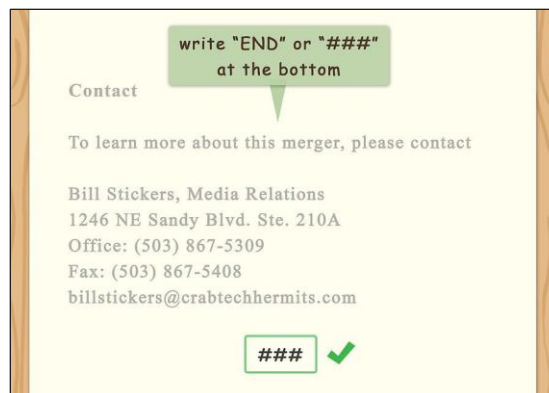 write "END" or "###"
at the bottom
Contact
To learn more about this merger, please contact
Bill Stickers, Media Relations
1246 NE Sandy Blvd. Ste. 210A
Office: (503) 867-5309
Fax: (503) 867-5408
billstickers@crabtechhermits.com
###